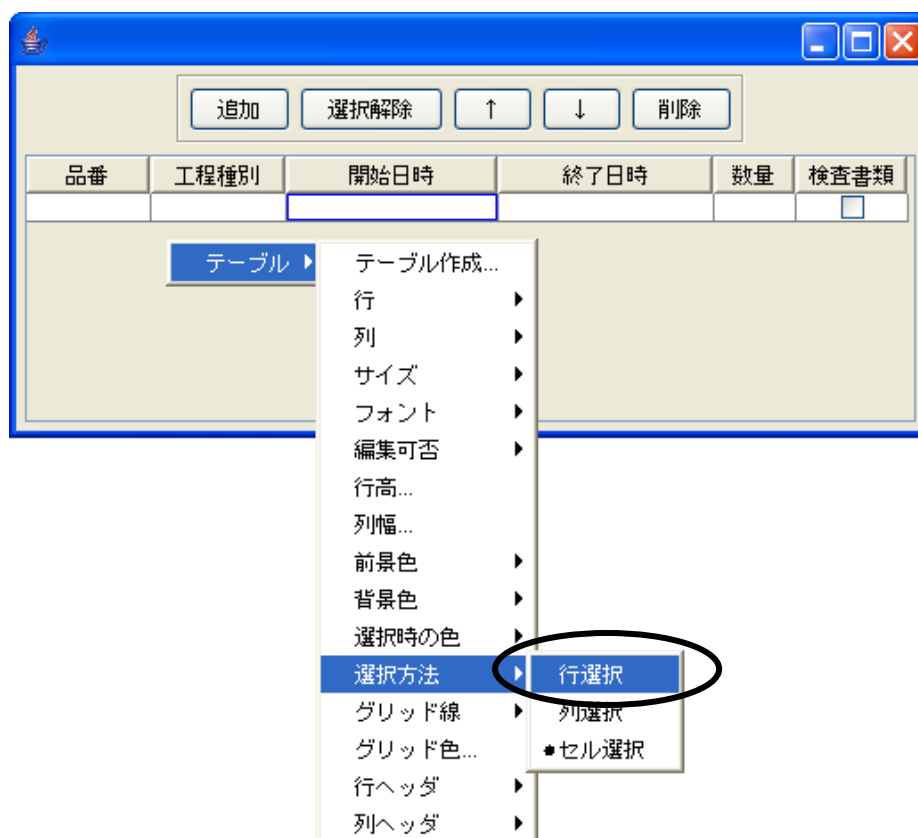 追加 選択解除 ↑ ↓ 削除
品番 工程種別 開始日時 終了日時 数量 検査書類
テーブル
テーブル作成...
行
列
サイズ
フォント
編集可否
行高...
列幅...
前景色
背景色
選択時の色
選択方法
行選択
列選択
セル選択
グリッド線
グリッド色...
行ヘッダ
列ヘッダ